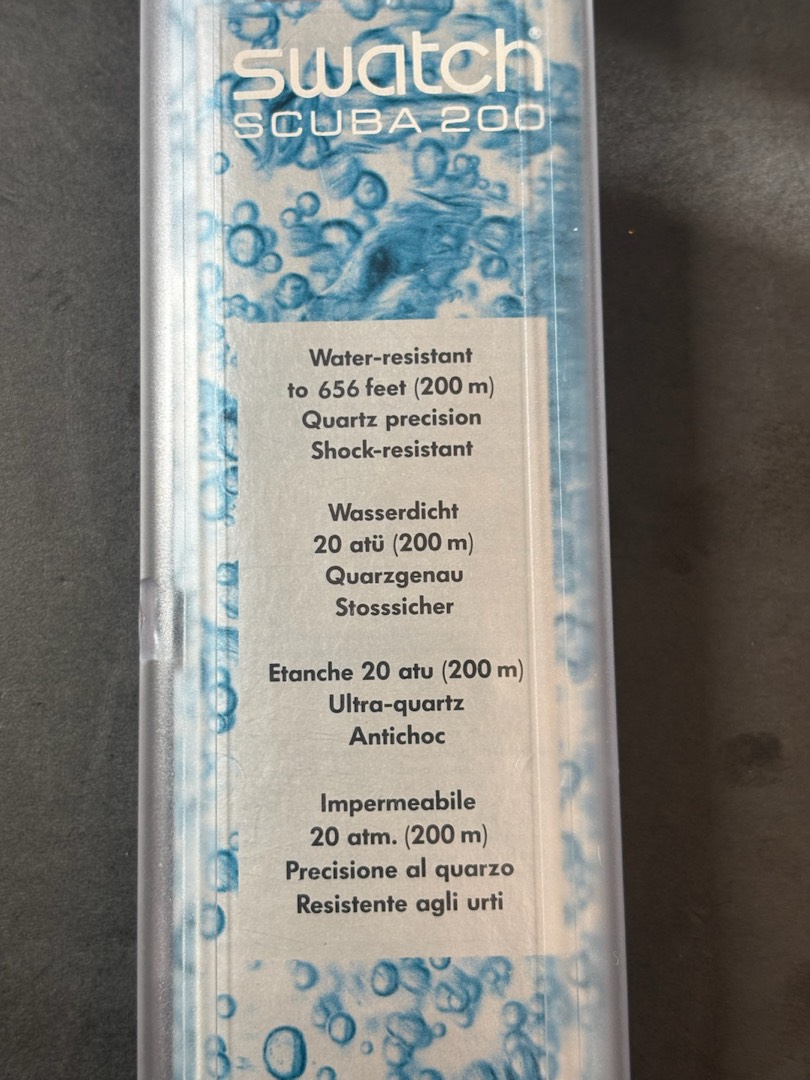 swatch®
SCUBA 200
Water-resistant
to 656 feet (200 m)
Quartz precision
Shock-resistant
Wasserdicht
20 atü (200 m)
Quarzgenau
Stosssicher
Etanche 20 atu (200 m)
Ultra-quartz
Antichoc
Impermeabile
20 atm. (200 m)
Precisione al quarzo
Resistente agli urti